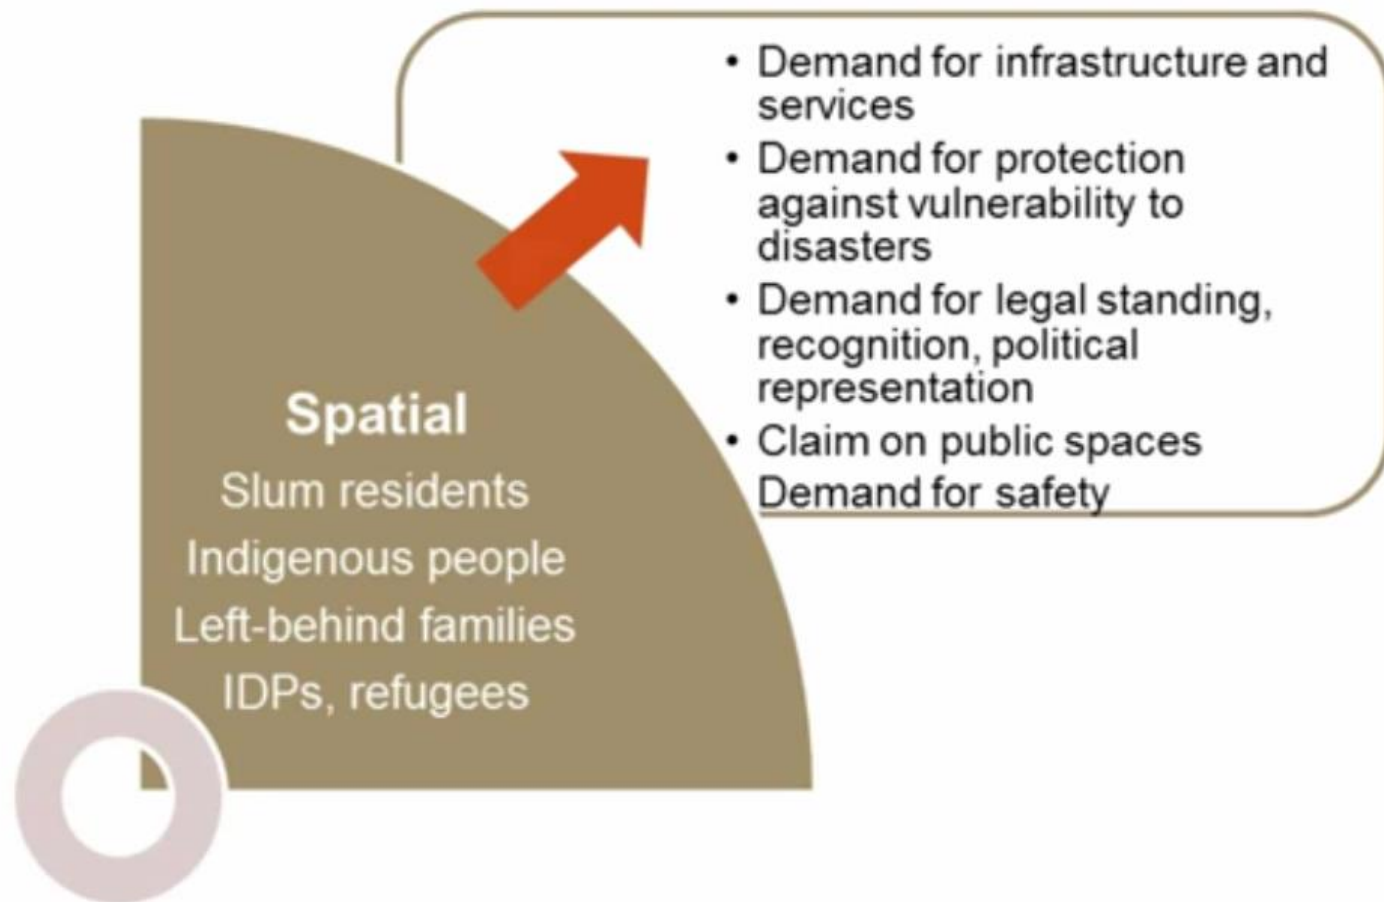 • Demand for infrastructure and
services
• Demand for protection
against vulnerability to
disasters
• Demand for legal standing,
recognition, political
representation
• Claim on public spaces
Demand for safety
Spatial
Slum residents
Indigenous people
Left-behind families
IDPs, refugees